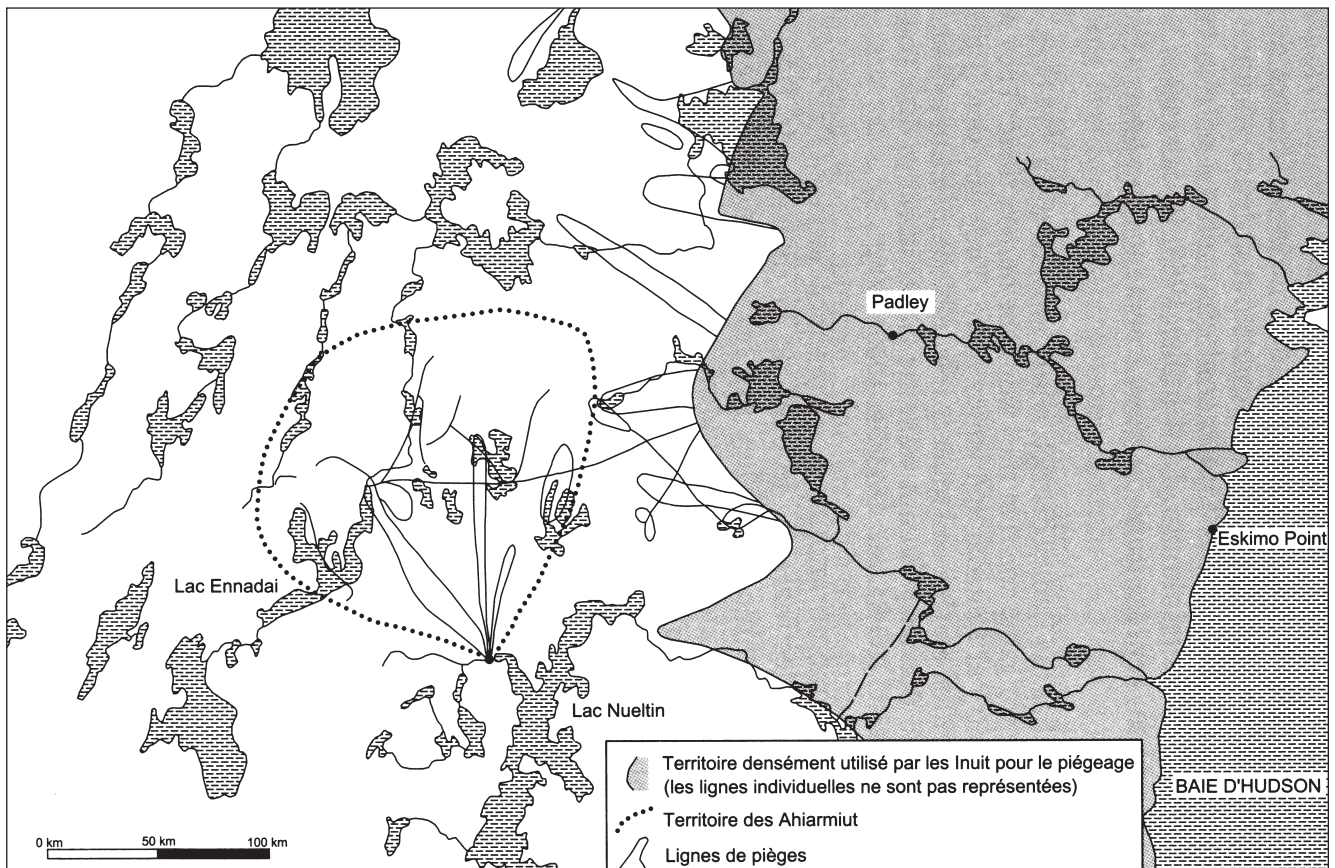 Padley
Eskimo Point
Lac Ennadai
Lac Nueltin
BAIE D'HUDSON
Territoire densément utilisé par les Inuit pour le piégeage
(les lignes individuelles ne sont pas représentées)
Territoire des Ahiarmiut
Lignes de pièges
0 km 50 km 100 km